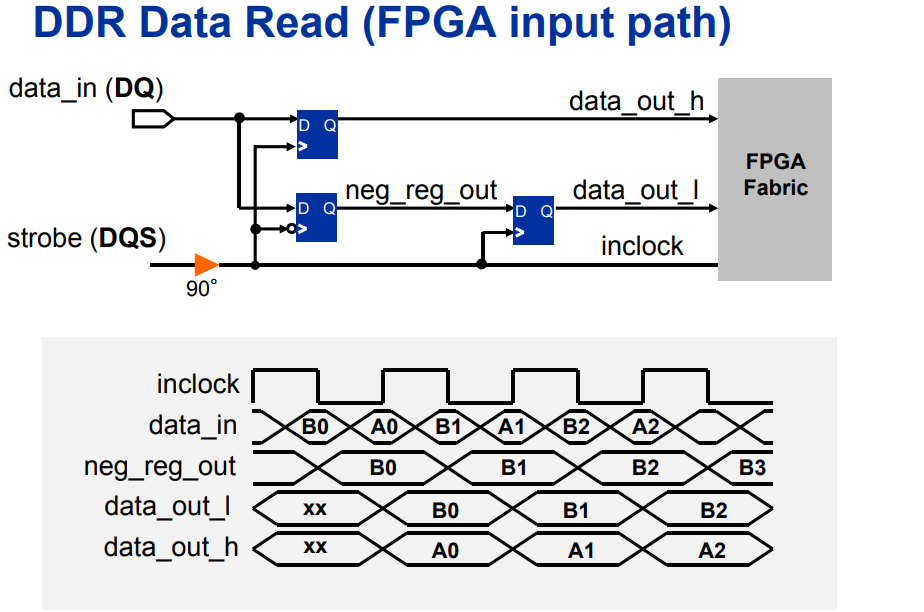 DDR Data Read (FPGA input path)
data_in (DQ)
data_out_h
D Q
FPGA
Fabric
neg_reg_out
data_out_l
D Q
D Q
strobe (DQS)
inclock
90°
inclock
data_in B0 A0 B1 A1 B2 A2
neg_reg_out B0 B1 B2 B3
data_out_l xx B0 B1 B2
data_out_h xx A0 A1 A2